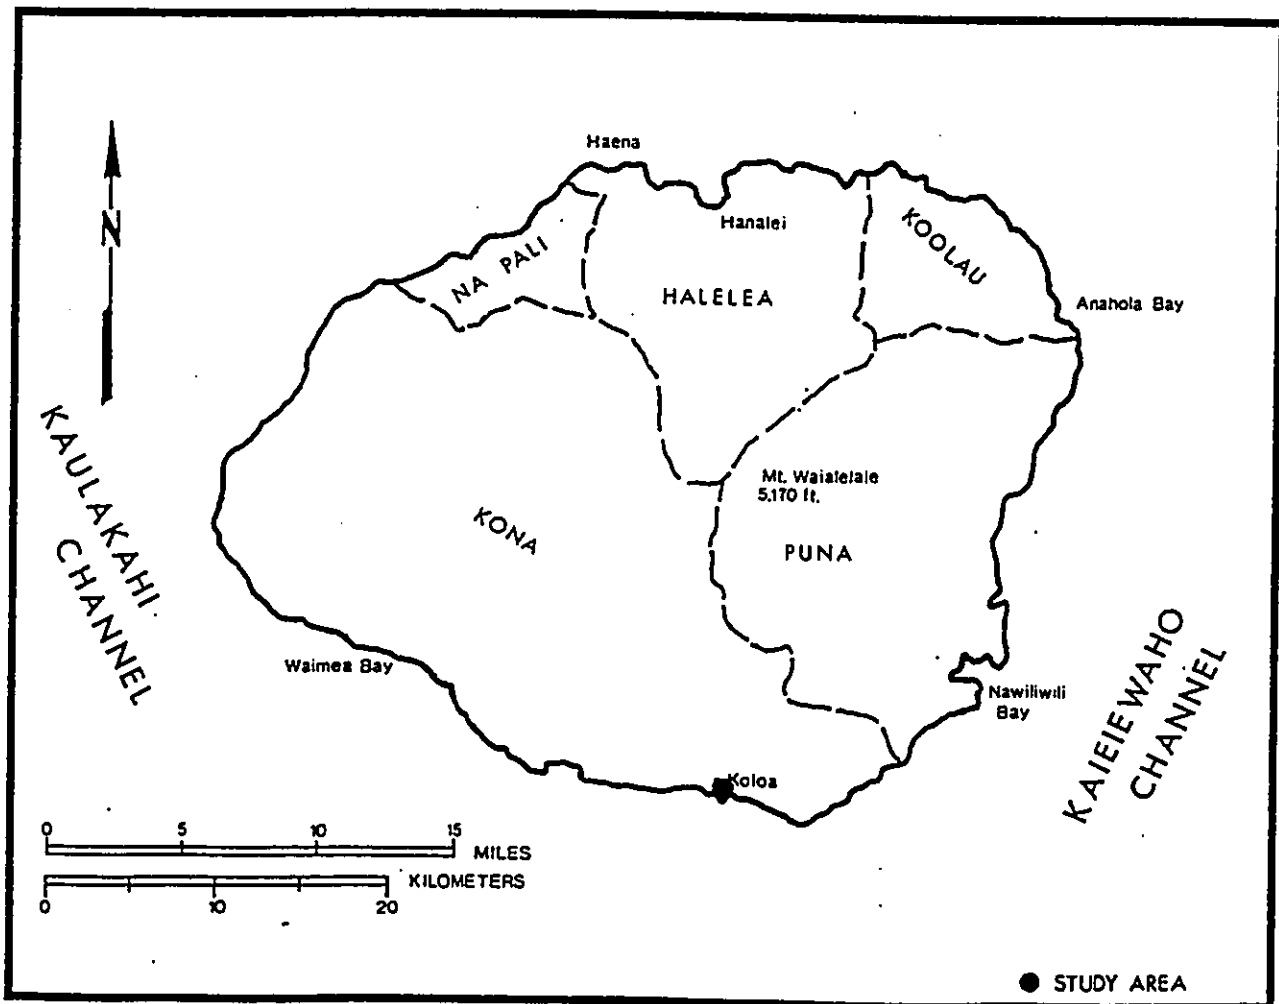 Haena
N
Hanalei
KOOLAU
NA PALI
HALELEA
Anahola Bay
KAULAKAHI
CHANNEL
Mt. Waialelale
5,170 ft.
KONA
PUNA
Waimea Bay
Nawiliwili
Bay
KAIEIEWAHO
CHANNEL
Koloa
0 5 10 15
MILES
KILOMETERS
0 10 20
STUDY AREA